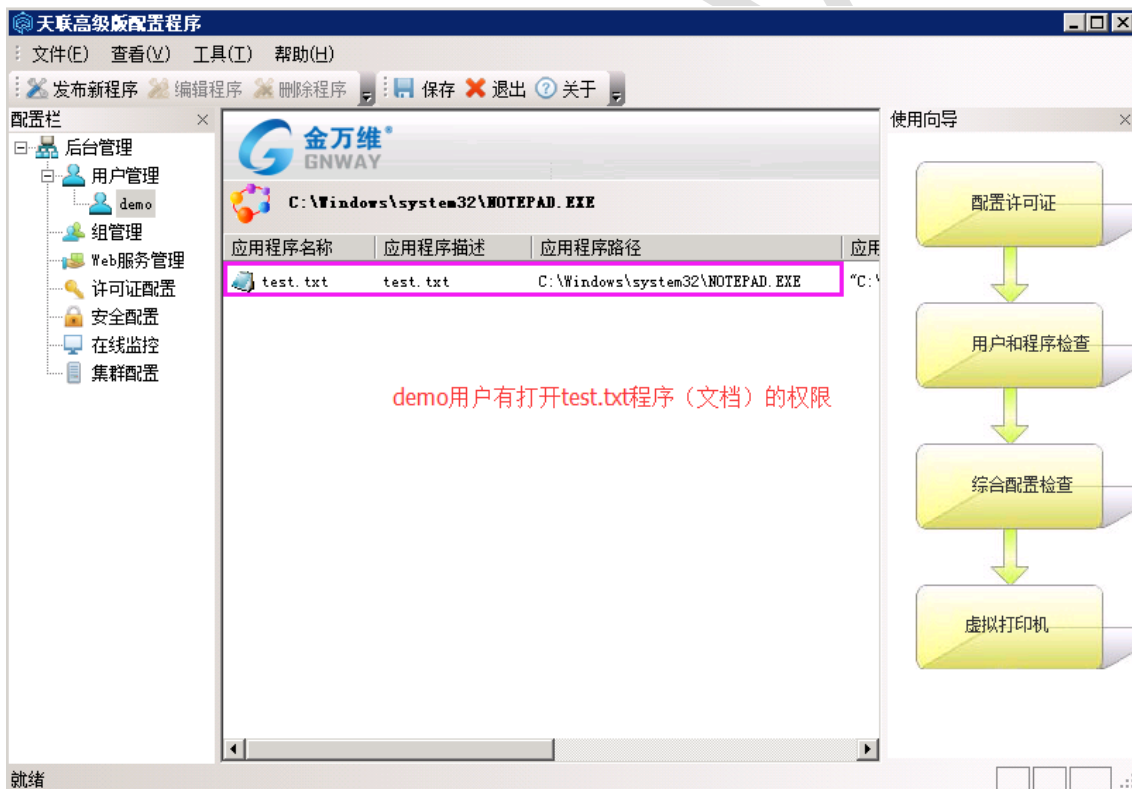 天联高级版配置程序
文件(F) 查看(V) 工具(T) 帮助(H)
发布新程序 编辑程序 删除程序 保存 退出 关于
配置栏
后台管理
用户管理
demo
组管理
Web服务管理
许可证配置
安全配置
在线监控
集群配置
金万维®
GNWAY
C:\Windows\system32\NOTEPAD.EXE
应用程序名称 应用程序描述 应用程序路径 应用
test.txt test.txt C:\Windows\system32\NOTEPAD.EXE "C:\
demo用户有打开test.txt程序（文档）的权限
使用向导
配置许可证
用户和程序检查
综合配置检查
虚拟打印机
就绪